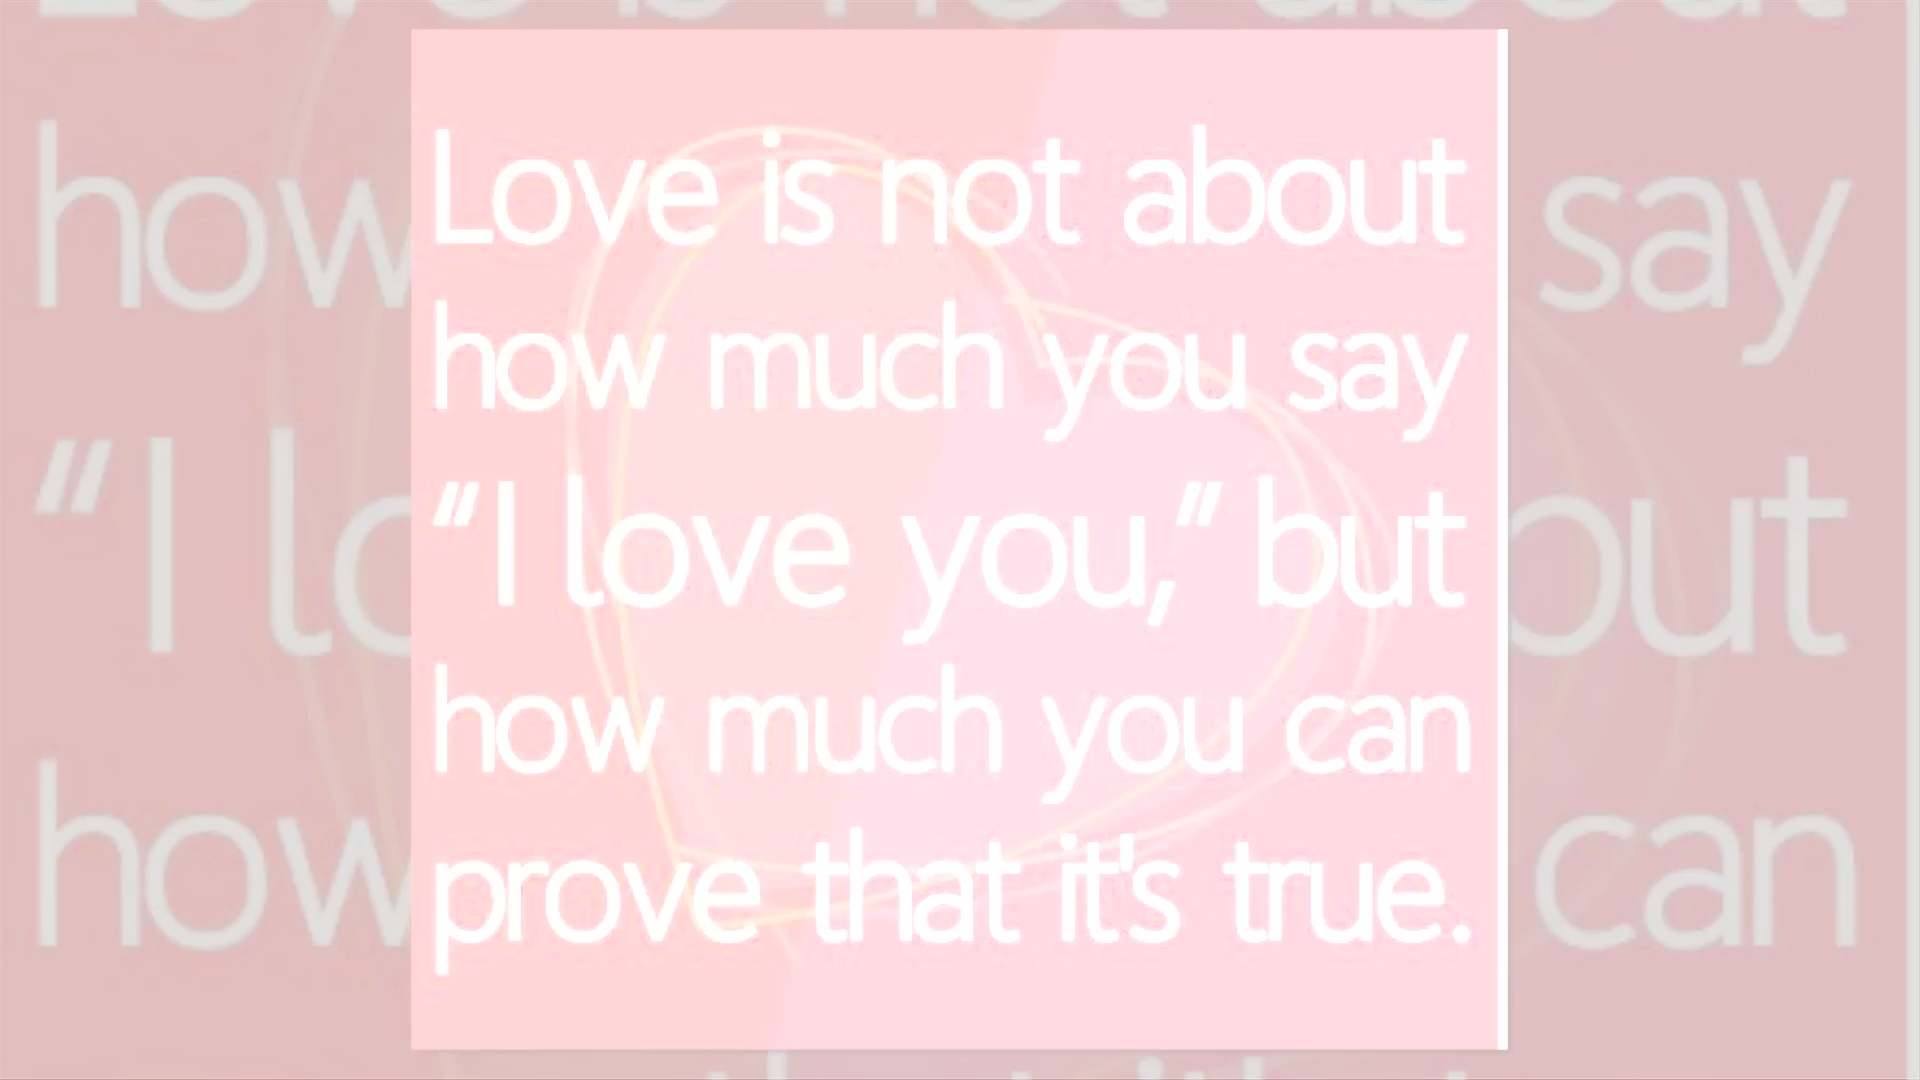 Love is not about
how much you say
“I love you,” but
how much you can
prove that it's true.